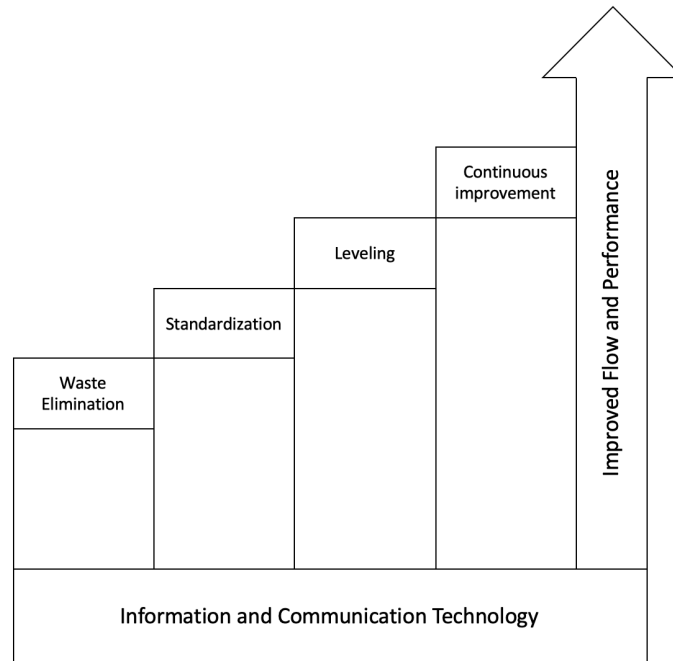 Continuous
improvement
Leveling
Standardization
Waste
Elimination
Improved Flow and Performance
Information and Communication Technology